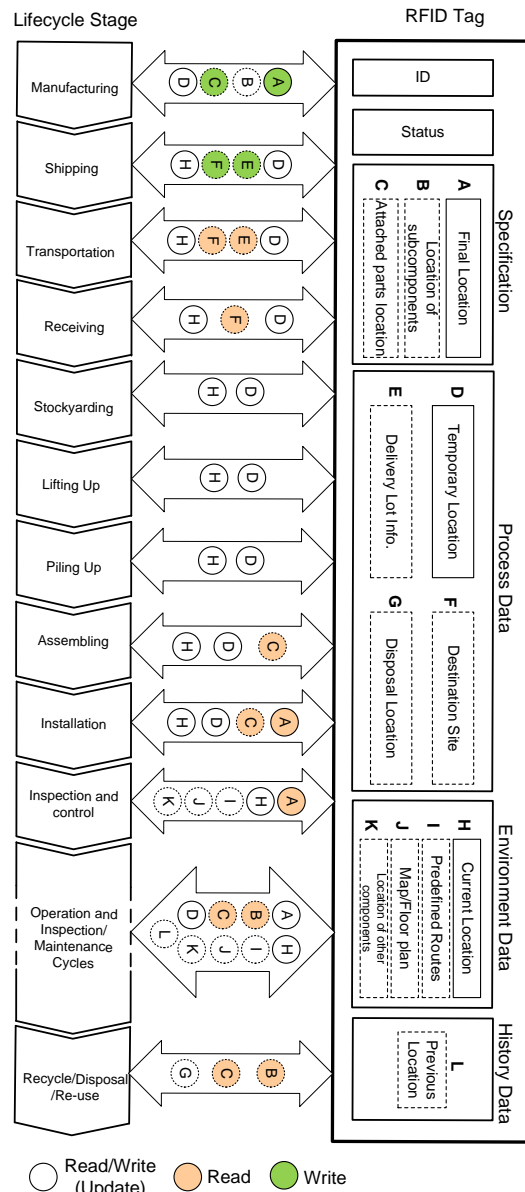 Lifecycle Stage
RFID Tag
Manufacturing
D C B A
ID
Status
Shipping
H F E D
Transportation
H F E D
Receiving
H F D
Stockyarding
H D
Lifting Up
H D
Piling Up
H D
Assembling
H D C
Installation
H D C A
Inspection and
control
K J I H A
Operation and
Inspection/
Maintenance
Cycles
D C B A
L K J I H
Recycle/Disposal
/Re-use
G C B
Specification
A
Final Location
B
Location of
subcomponents
C
Attached parts location
Process Data
D
Temporary Location
E
Delivery Lot Info.
F
Destination Site
G
Disposal Location
Environment Data
H
Current Location
I
Predefined Routes
J
Map/Floor plan
K
Location of other
components
History Data
L
Previous
Location
Read/Write
(Update)
Read
Write